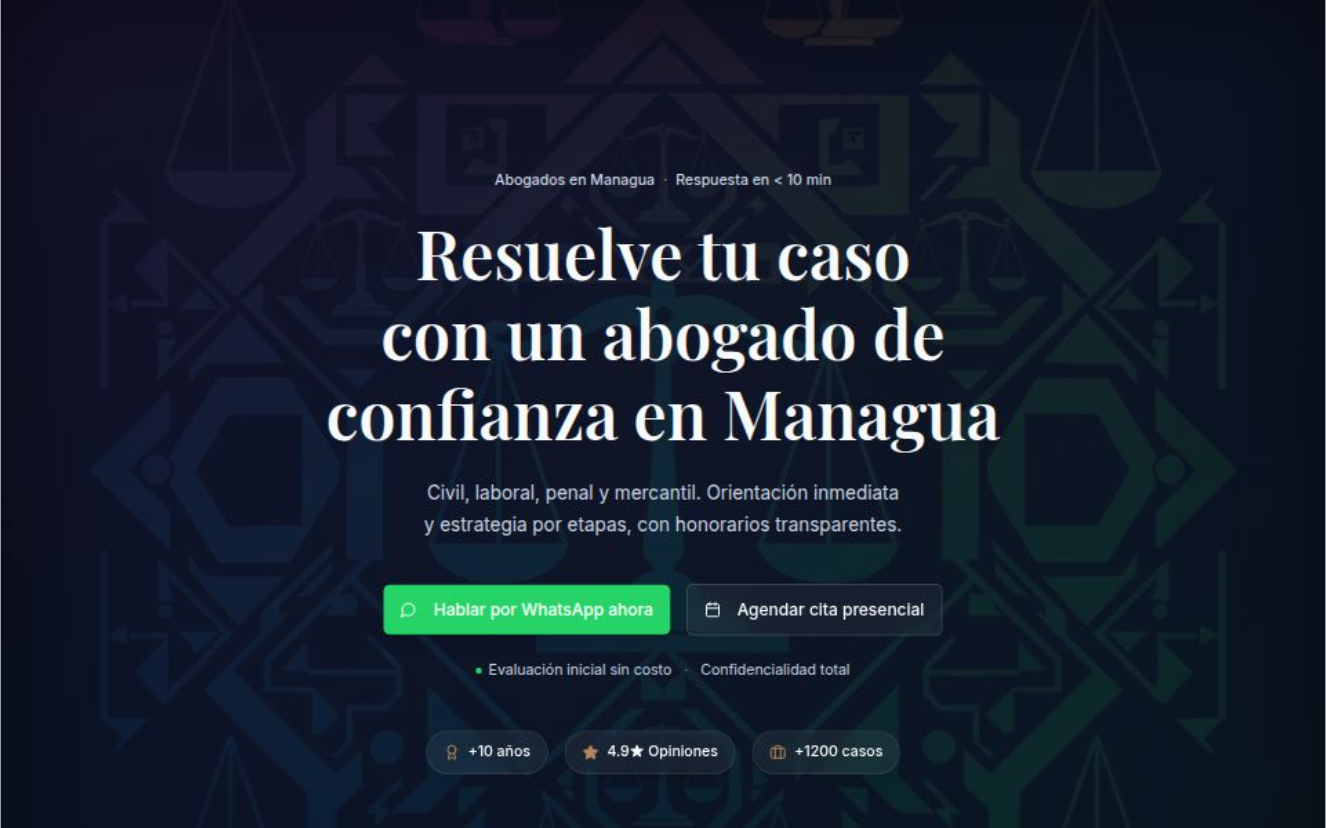 Abogados en Managua · Respuesta en < 10 min
Resuelve tu caso
con un abogado de
confianza en Managua
Civil, laboral, penal y mercantil. Orientación inmediata
y estrategia por etapas, con honorarios transparentes.
Hablar por WhatsApp ahora
Agendar cita presencial
• Evaluación inicial sin costo · Confidencialidad total
+10 años
4.9★ Opiniones
+1200 casos